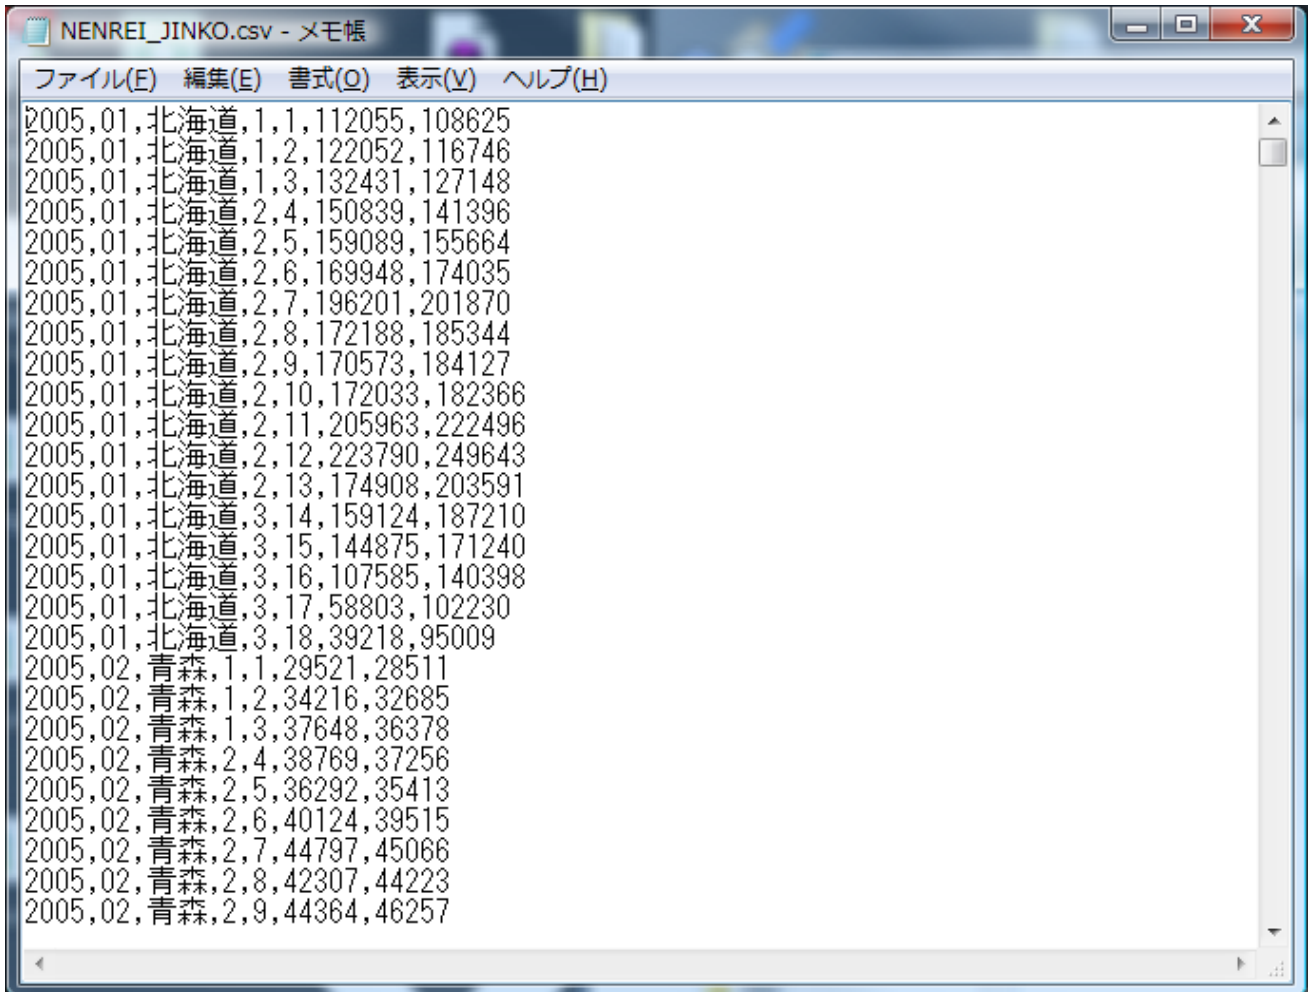 NENREI_JINKO.csv - メモ帳
ファイル(F) 編集(E) 書式(O) 表示(V) ヘルプ(H)
2005,01,北海道,1,1,112055,108625
2005,01,北海道,1,2,122052,116746
2005,01,北海道,1,3,132431,127148
2005,01,北海道,2,4,150839,141396
2005,01,北海道,2,5,159089,155664
2005,01,北海道,2,6,169948,174035
2005,01,北海道,2,7,196201,201870
2005,01,北海道,2,8,172188,185344
2005,01,北海道,2,9,170573,184127
2005,01,北海道,2,10,172033,182366
2005,01,北海道,2,11,205963,222496
2005,01,北海道,2,12,223790,249643
2005,01,北海道,2,13,174908,203591
2005,01,北海道,3,14,159124,187210
2005,01,北海道,3,15,144875,171240
2005,01,北海道,3,16,107585,140398
2005,01,北海道,3,17,58803,102230
2005,01,北海道,3,18,39218,95009
2005,02,青森,1,1,29521,28511
2005,02,青森,1,2,34216,32685
2005,02,青森,1,3,37648,36378
2005,02,青森,2,4,38769,37256
2005,02,青森,2,5,36292,35413
2005,02,青森,2,6,40124,39515
2005,02,青森,2,7,44797,45066
2005,02,青森,2,8,42307,44223
2005,02,青森,2,9,44364,46257